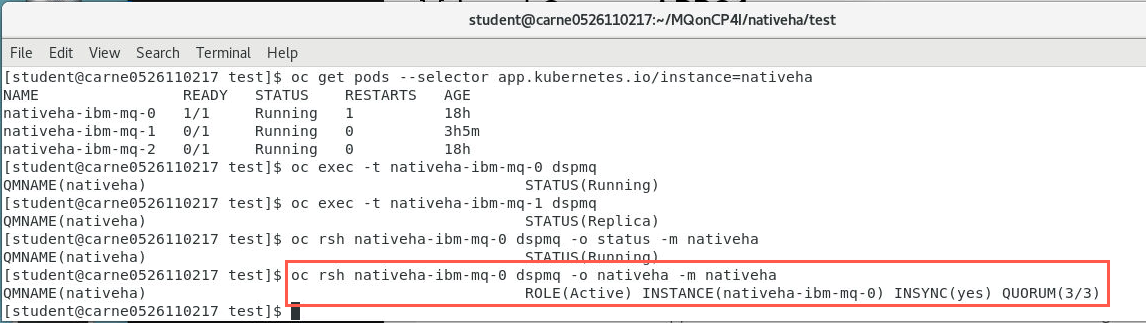 student@carne0526110217:~/MQonCP4I/nativeha/test
File Edit View Search Terminal Help
[student@carne0526110217 test]$ oc get pods --selector app.kubernetes.io/instance=nativeha
NAME READY STATUS RESTARTS AGE
nativeha-ibm-mq-0 1/1 Running 1 18h
nativeha-ibm-mq-1 0/1 Running 0 3h5m
nativeha-ibm-mq-2 0/1 Running 0 18h
[student@carne0526110217 test]$ oc exec -t nativeha-ibm-mq-0 dspmq
QMNAME(nativeha) STATUS(Running)
[student@carne0526110217 test]$ oc exec -t nativeha-ibm-mq-1 dspmq
QMNAME(nativeha) STATUS(Replica)
[student@carne0526110217 test]$ oc rsh nativeha-ibm-mq-0 dspmq -o status -m nativeha
QMNAME(nativeha) STATUS(Running)
[student@carne0526110217 test]$ oc rsh nativeha-ibm-mq-0 dspmq -o nativeha -m nativeha
QMNAME(nativeha) ROLE(Active) INSTANCE(nativeha-ibm-mq-0) INSYNC(yes) QUORUM(3/3)
[student@carne0526110217 test]$